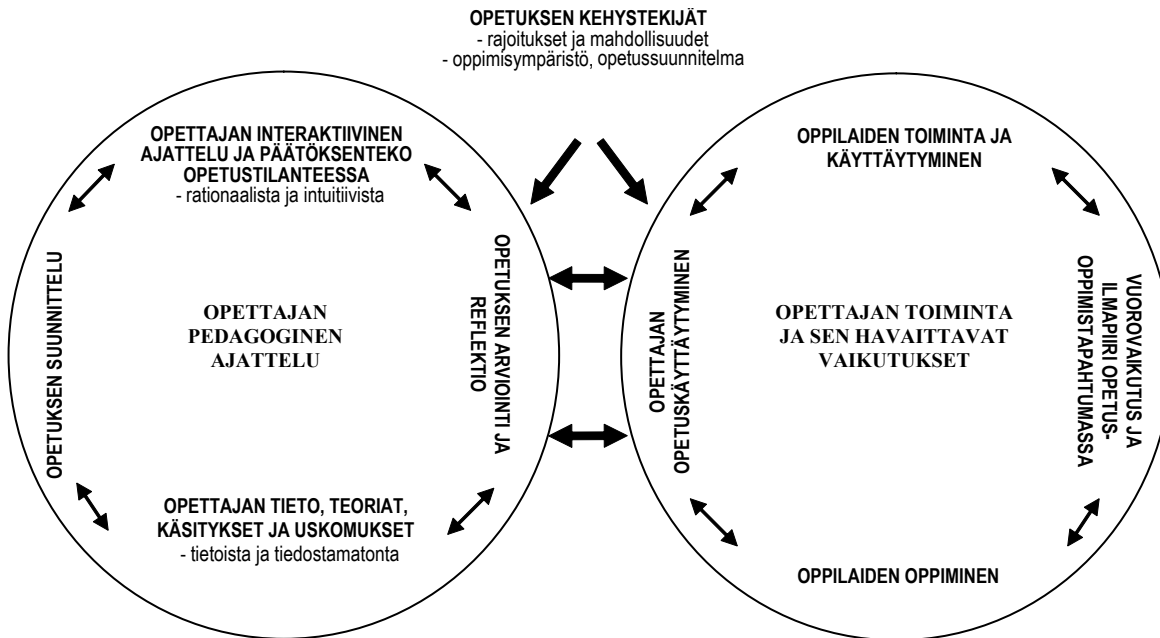 OPETUKSEN KEHYSTEKIJÄT
- rajoitukset ja mahdollisuudet
- oppimisympäristö, opetussuunnitelma
OPETTAJAN INTERAKTIIVINEN
AJATTELU JA PÄÄTÖKSENTEKO
OPETUSTILANTEESSA
- rationaalista ja intuitiivista
OPETUKSEN SUUNNITTELU
OPETTAJAN
PEDAGOGINEN
AJATTELU
OPETUKSEN ARVIOINTI JA
REFLEKTIO
OPETTAJAN TIETO, TEORIAT,
KÄSITYKSET JA USKOMUKSET
- tietoista ja tiedostamatonta
OPPILAIDEN TOIMINTA JA
KÄYTTÄYTYMINEN
OPETTAJAN
OPETUSKÄYTTÄYTYMINEN
OPETTAJAN TOIMINTA
JA SEN HAVAITTAVAT
VAIKUTUKSET
VUOROVAIKUTUS JA
ILMAPIIRI OPETUS-
OPPIMISTAPAHTUMASSA
OPPILAIDEN OPPIMINEN